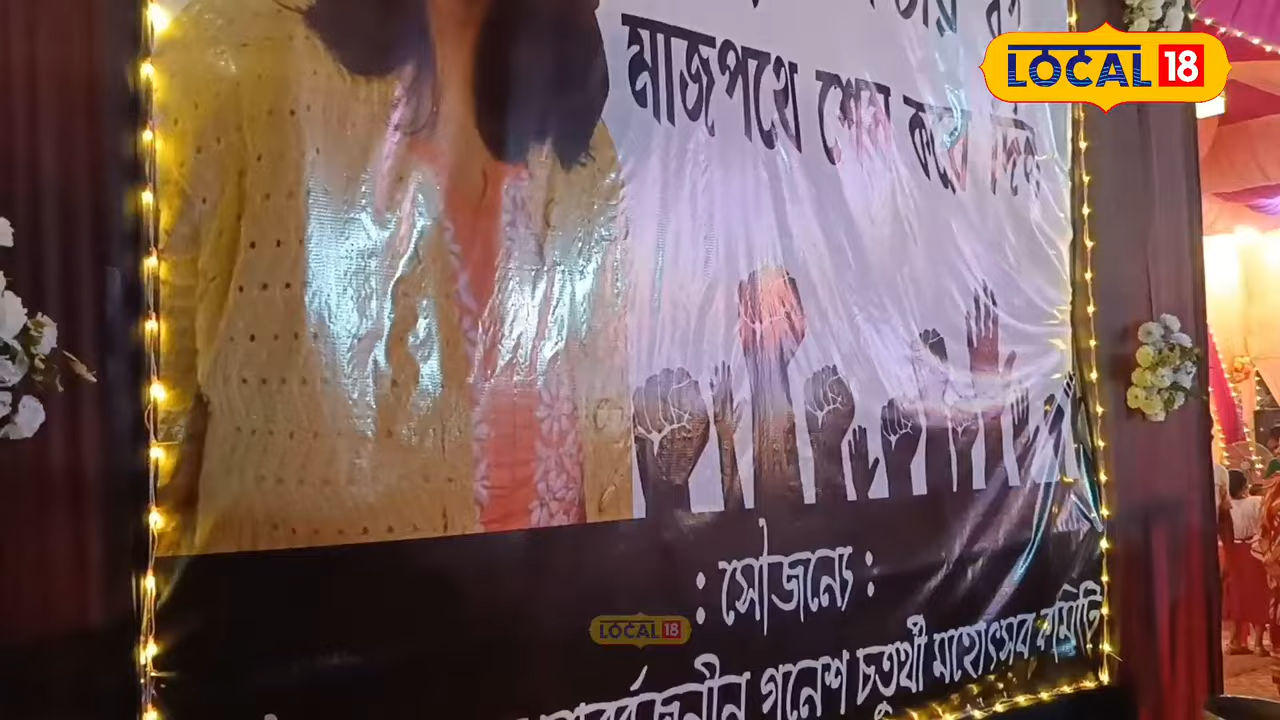 মাজপথে শেষ করে দিল
LOCAL 18
: সৌজন্যে :
LOCAL 18
সার্বজনীন গনেশ চতুর্থী মহোৎসব কমিটি